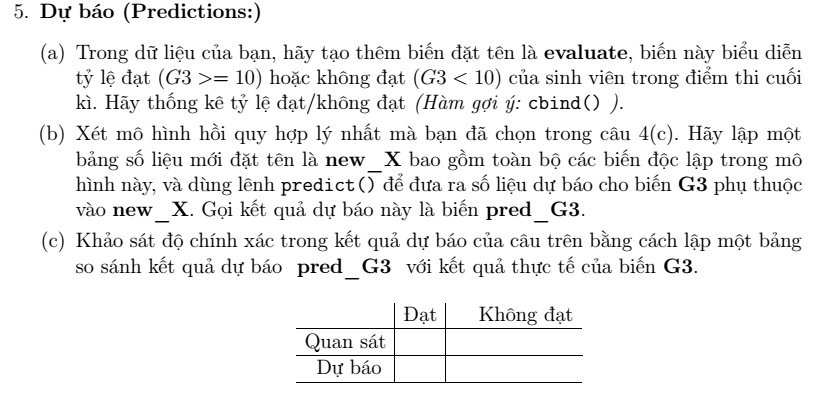 5. Dự báo (Predictions:)
(a) Trong dữ liệu của bạn, hãy tạo thêm biến đặt tên là evaluate, biến này biểu diễn
tỷ lệ đạt (G3 >= 10) hoặc không đạt (G3 < 10) của sinh viên trong điểm thi cuối
kì. Hãy thống kê tỷ lệ đạt/không đạt (Hàm gợi ý: cbind() ).
(b) Xét mô hình hồi quy hợp lý nhất mà bạn đã chọn trong câu 4(c). Hãy lập một
bảng số liệu mới đặt tên là new_X bao gồm toàn bộ các biến độc lập trong mô
hình này, và dùng lênh predict() để đưa ra số liệu dự báo cho biến G3 phụ thuộc
vào new_X. Gọi kết quả dự báo này là biến pred_G3.
(c) Khảo sát độ chính xác trong kết quả dự báo của câu trên bằng cách lập một bảng
so sánh kết quả dự báo pred_G3 với kết quả thực tế của biến G3.
Đạt Không đạt
Quan sát
Dự báo